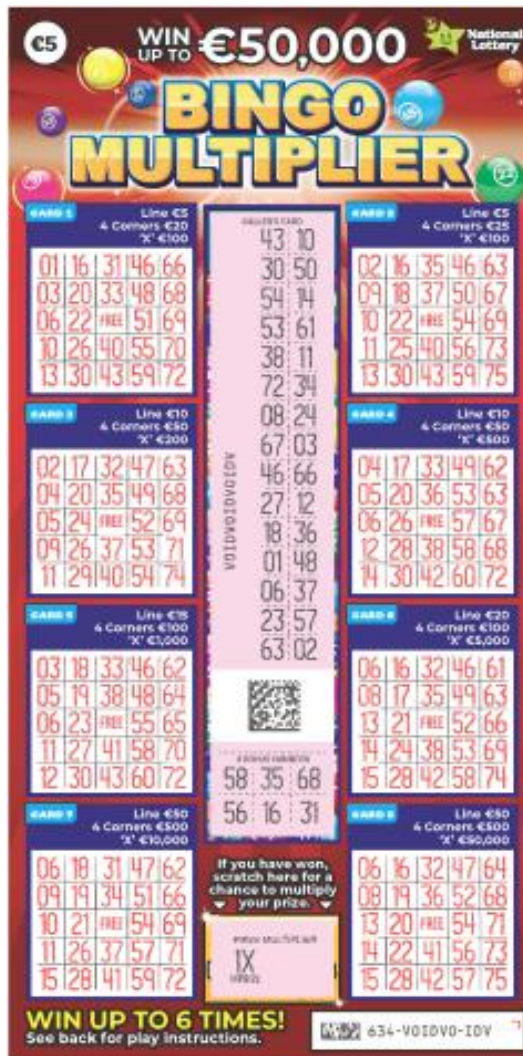 €5
WIN UP TO €50,000
National Lottery
BINGO
MULTIPLIER
CARD 1
Line €5
4 Corners €20
'X' €100
01 16 31 46 66
03 20 33 48 68
06 22 FREE 51 69
10 26 40 55 70
13 30 43 59 72
CALLER'S CARD
43 10
30 50
54 14
53 61
38 11
72 34
08 24
67 03
46 66
27 12
18 36
01 48
06 37
23 57
63 02
VOIDVOIDVOIDV
CARD 2
Line €5
4 Corners €25
'X' €100
02 16 35 46 63
09 18 37 50 67
10 22 FREE 54 69
11 25 40 56 73
13 30 43 59 75
CARD 3
Line €10
4 Corners €50
'X' €200
02 17 32 47 63
04 20 35 49 68
05 24 FREE 52 69
09 26 37 53 71
11 29 40 54 74
CARD 4
Line €10
4 Corners €50
'X' €500
04 17 33 49 62
05 20 36 53 63
06 26 FREE 57 67
12 28 38 58 68
14 30 42 60 72
CARD 5
Line €15
4 Corners €100
'X' €1,000
03 18 33 46 62
05 19 38 48 64
06 23 FREE 55 65
11 27 41 58 70
12 30 43 60 72
CARD 6
Line €20
4 Corners €100
'X' €5,000
06 16 32 46 61
08 17 35 49 63
13 21 FREE 52 66
14 24 38 53 69
15 28 42 58 74
58 35 68
56 16 31
CARD 7
Line €50
4 Corners €500
'X' €10,000
06 18 31 47 62
09 19 34 51 66
10 21 FREE 54 69
11 26 37 57 71
15 28 41 59 72
If you have won,
scratch here for a
chance to multiply
your prize.
PRIZE MULTIPLIER
1X
CARD 8
Line €50
4 Corners €500
'X' €50,000
06 16 32 47 64
08 19 36 52 68
13 20 FREE 54 71
14 22 41 56 73
15 28 42 57 75
WIN UP TO 6 TIMES!
See back for play instructions.
634-VOIDVO-IDV